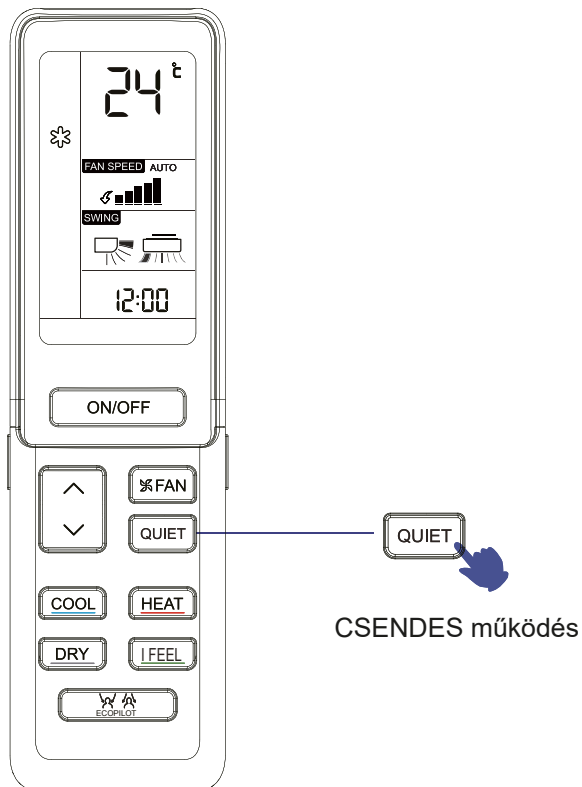 24 °C
FAN SPEED AUTO
SWING
12:00
ON/OFF
FAN
QUIET
QUIET
COOL
HEAT
DRY
I FEEL
ECOPILOT
CSENDES működés